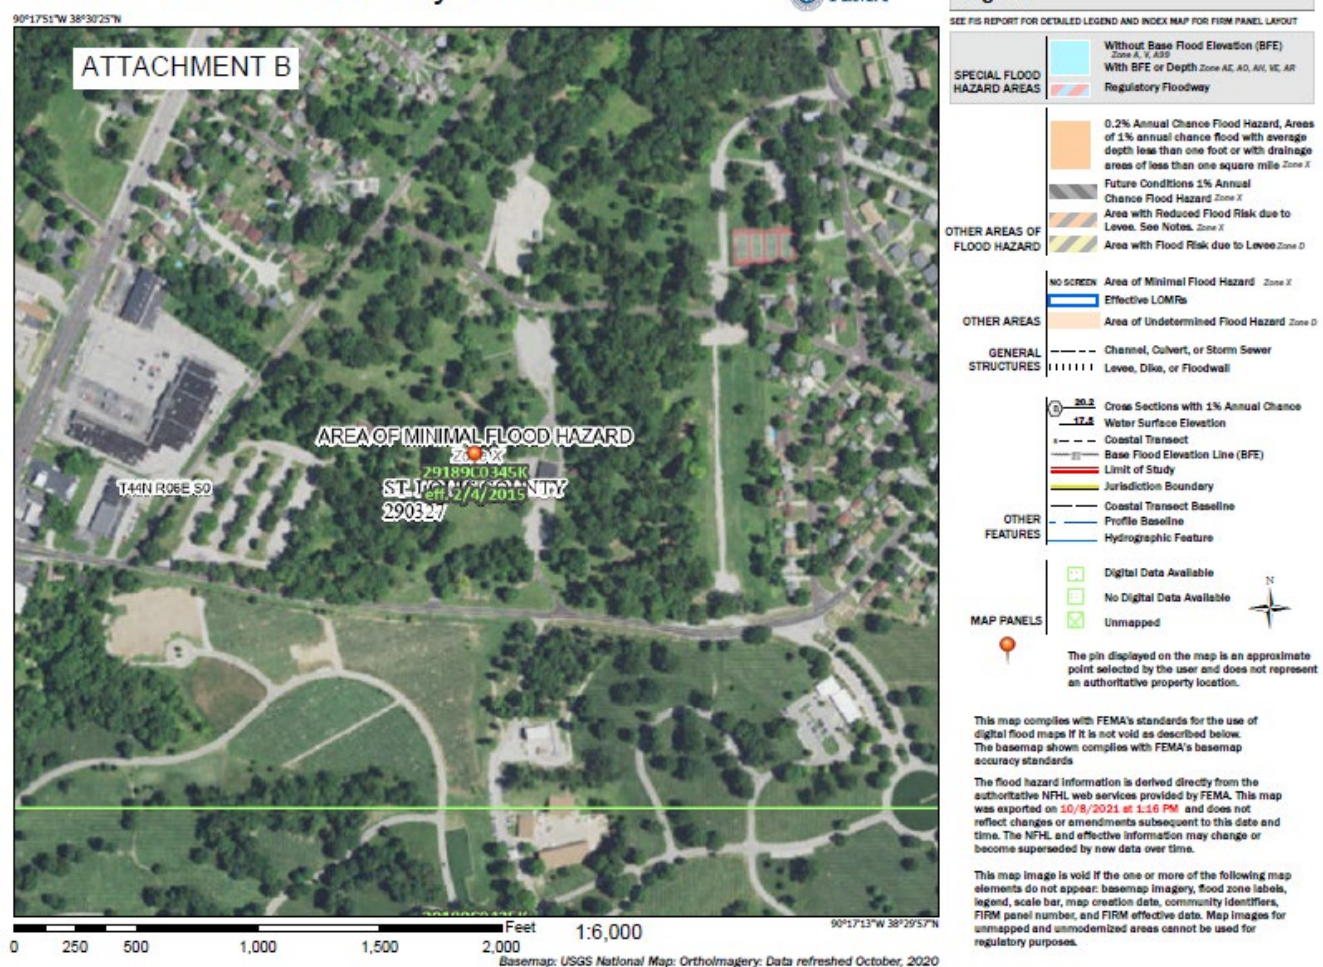 90°17'51"W 38°30'25"N
ATTACHMENT B
AREA OF MINIMAL FLOOD HAZARD
Zone X
29189C0345K
eff. 2/4/2015
ST. LOUIS COUNTY
290327
T44N R06E S0
90°17'13"W 38°29'57"N
Feet
1:6,000
0 250 500 1,000 1,500 2,000
Basemap: USGS National Map: Orthoimagery: Data refreshed October, 2020
SEE FIS REPORT FOR DETAILED LEGEND AND INDEX MAP FOR FIRM PANEL LAYOUT
SPECIAL FLOOD
HAZARD AREAS
Without Base Flood Elevation (BFE)
Zone A, V, A99
With BFE or Depth Zone AE, AO, AH, VE, AR
Regulatory Floodway
OTHER AREAS OF
FLOOD HAZARD
0.2% Annual Chance Flood Hazard, Areas
of 1% annual chance flood with average
depth less than one foot or with drainage
areas of less than one square mile Zone X
Future Conditions 1% Annual
Chance Flood Hazard Zone X
Area with Reduced Flood Risk due to
Levee. See Notes. Zone X
Area with Flood Risk due to Levee Zone D
OTHER AREAS
NO SCREEN Area of Minimal Flood Hazard Zone X
Effective LOMRs
Area of Undetermined Flood Hazard Zone D
GENERAL
STRUCTURES
Channel, Culvert, or Storm Sewer
Levee, Dike, or Floodwall
OTHER
FEATURES
B 20.2 Cross Sections with 1% Annual Chance
17.5 Water Surface Elevation
8 Coastal Transect
Base Flood Elevation Line (BFE)
Limit of Study
Jurisdiction Boundary
Coastal Transect Baseline
Profile Baseline
Hydrographic Feature
MAP PANELS
Digital Data Available
No Digital Data Available
Unmapped
N
The pin displayed on the map is an approximate
point selected by the user and does not represent
an authoritative property location.
This map complies with FEMA's standards for the use of
digital flood maps if it is not void as described below.
The basemap shown complies with FEMA's basemap
accuracy standards
The flood hazard information is derived directly from the
authoritative NFHL web services provided by FEMA. This map
was exported on 10/8/2021 at 1:16 PM and does not
reflect changes or amendments subsequent to this date and
time. The NFHL and effective information may change or
become superseded by new data over time.
This map image is void if the one or more of the following map
elements do not appear: basemap imagery, flood zone labels,
legend, scale bar, map creation date, community identifiers,
FIRM panel number, and FIRM effective date. Map images for
unmapped and unmodernized areas cannot be used for
regulatory purposes.